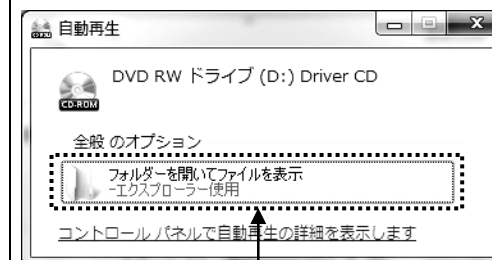 自動再生
DVD RW ドライブ (D:) Driver CD
CD-ROM
全般 のオプション
フォルダーを開いてファイルを表示
-エクスプローラー使用
コントロール パネルで自動再生の詳細を表示します